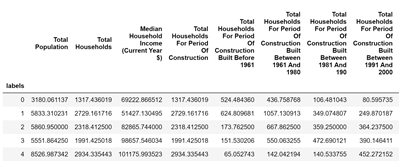 Total Population
Total Households
Median Household Income (Current Year $)
Total Households For Period Of Construction
Total Households For Period Of Construction Built Before 1961
Total Households For Period Of Construction Built Between 1961 And 1980
Total Households For Period Of Construction Built Between 1981 And 190
Total Households For Period Of Construction Built Between 1991 And 2000
labels
0 3180.061137 1317.436019 69222.866512 1317.436019 524.484360 436.758768 106.481043 80.595735
1 5833.310231 2729.161716 51427.130495 2729.161716 624.809681 1057.130913 349.074807 249.870187
2 5860.950000 2318.412500 82865.744000 2318.412500 173.762500 667.862500 359.250000 364.237500
3 5551.864250 1991.428015 98657.546034 1991.428015 151.530206 550.063255 472.690121 390.146411
4 8526.987342 2934.335443 101175.993523 2934.335443 65.052743 142.042194 140.533755 452.272152